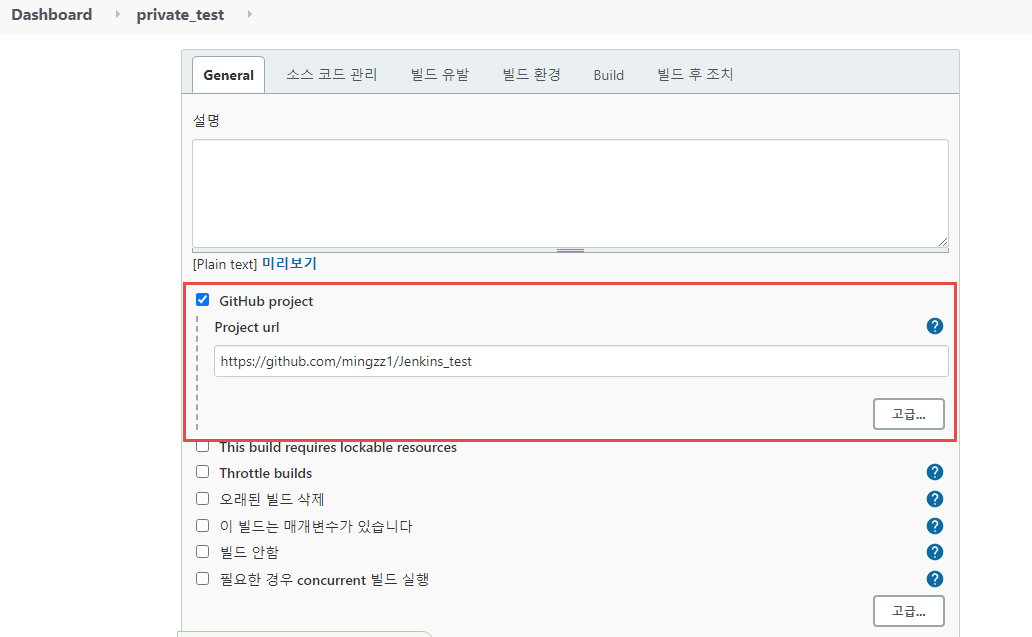 Dashboard private_test
General 소스 코드 관리 빌드 유발 빌드 환경 Build 빌드 후 조치
설명
[Plain text] 미리보기
GitHub project
Project url ?
https://github.com/mingzz1/Jenkins_test
고급...
This build requires lockable resources
Throttle builds ?
오래된 빌드 삭제 ?
이 빌드는 매개변수가 있습니다 ?
빌드 안함 ?
필요한 경우 concurrent 빌드 실행 ?
고급...